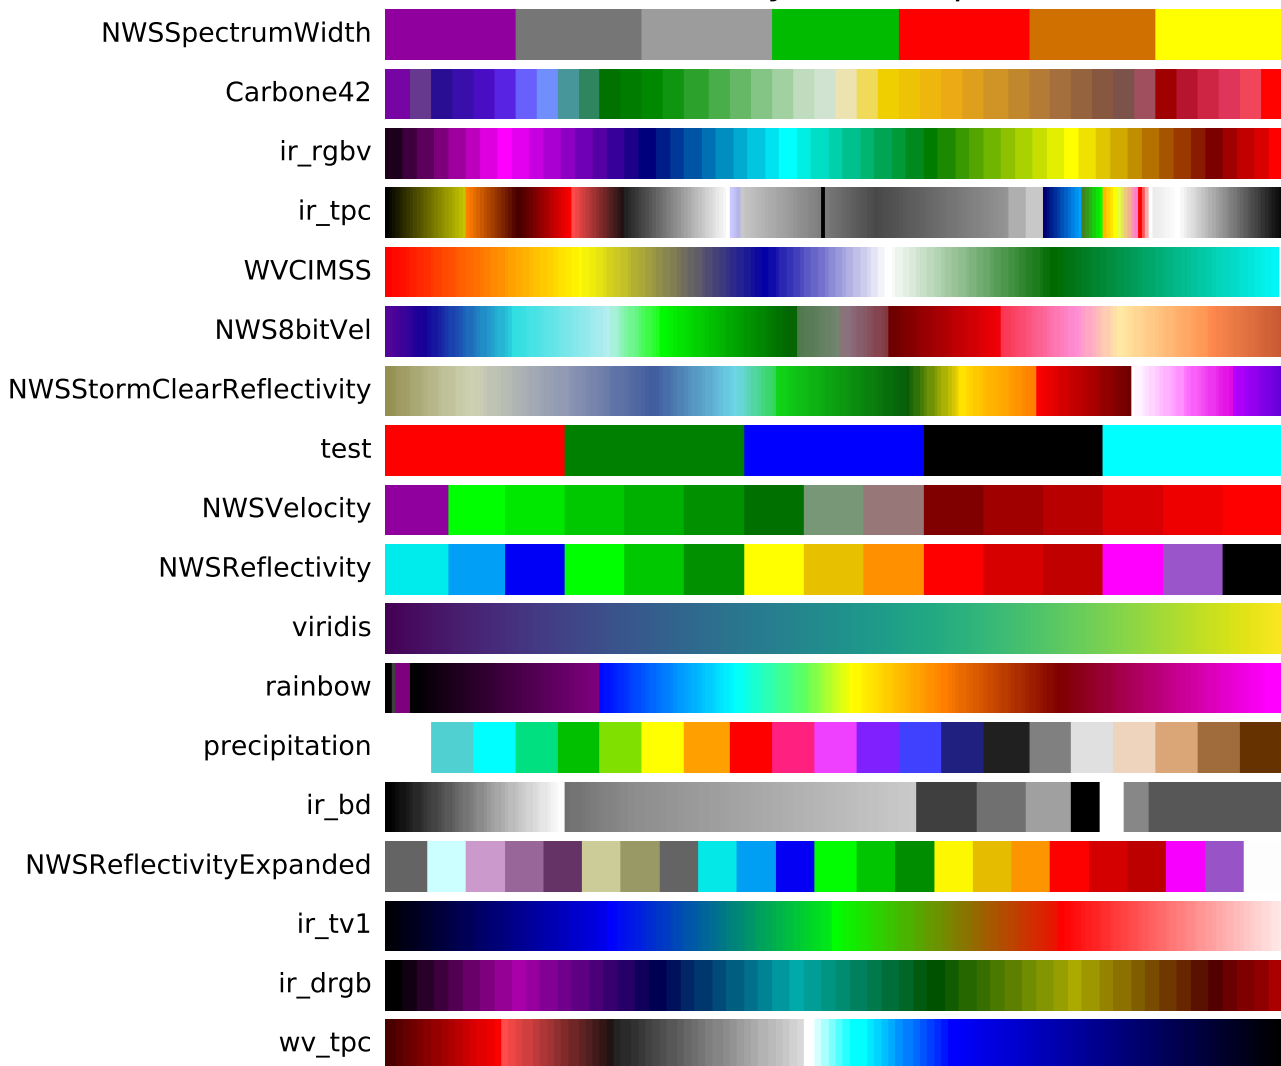 NWSSpectrumWidth
Carbone42
ir_rgbv
ir_tpc
WVCIMSS
NWS8bitVel
NWSStormClearReflectivity
test
NWSVelocity
NWSReflectivity
viridis
rainbow
precipitation
ir_bd
NWSReflectivityExpanded
ir_tv1
ir_drgb
wv_tpc